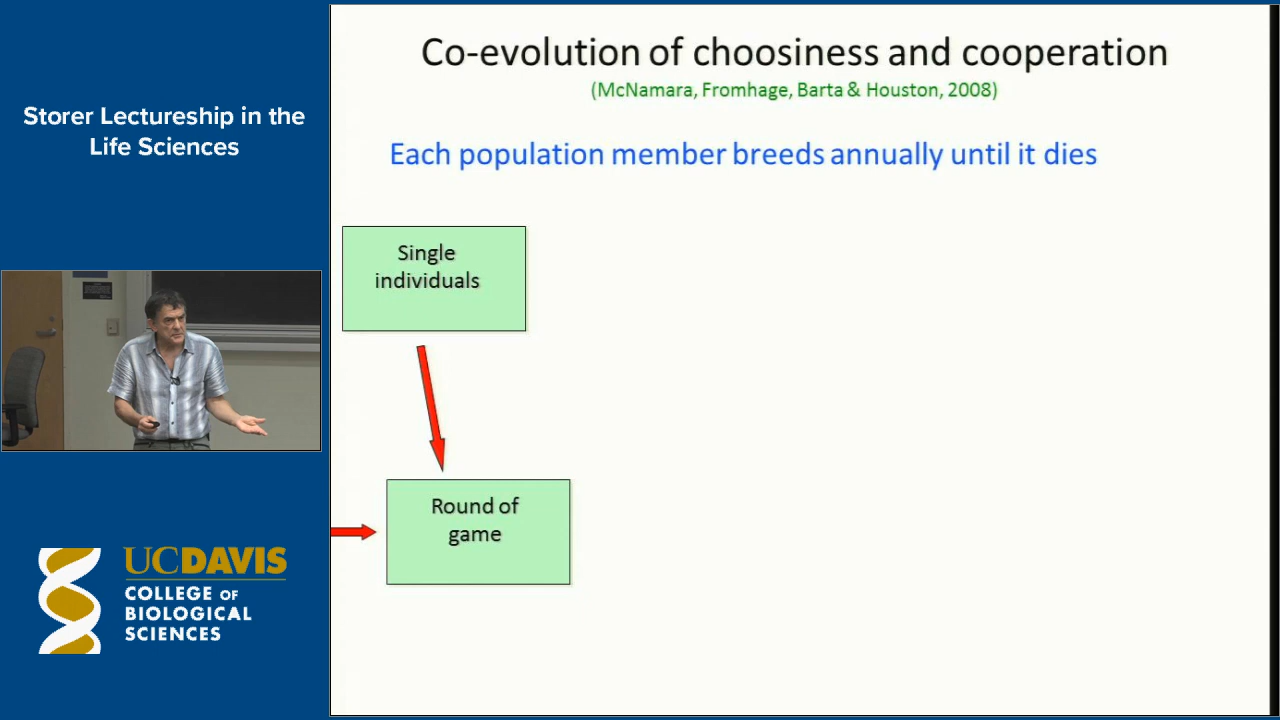 Storer Lectureship in the
Life Sciences
UCDAVIS
COLLEGE OF
BIOLOGICAL
SCIENCES
Co-evolution of choosiness and cooperation
(McNamara, Fromhage, Barta & Houston, 2008)
Each population member breeds annually until it dies
Single
individuals
Round of
game